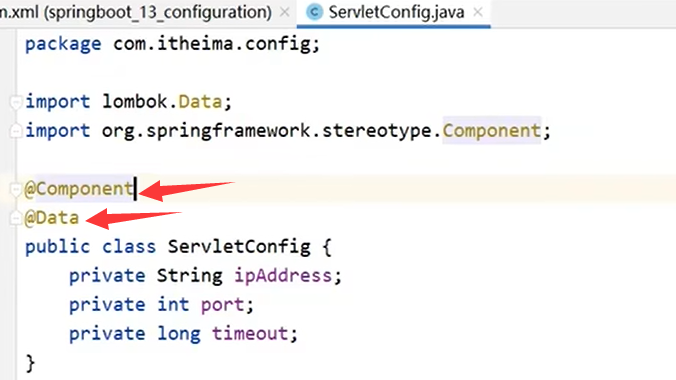 m.xml (springboot_13_configuration) × ServletConfig.java ×
package com.itheima.config;
import lombok.Data;
import org.springframework.stereotype.Component;
@Component
@Data
public class ServletConfig {
    private String ipAddress;
    private int port;
    private long timeout;
}